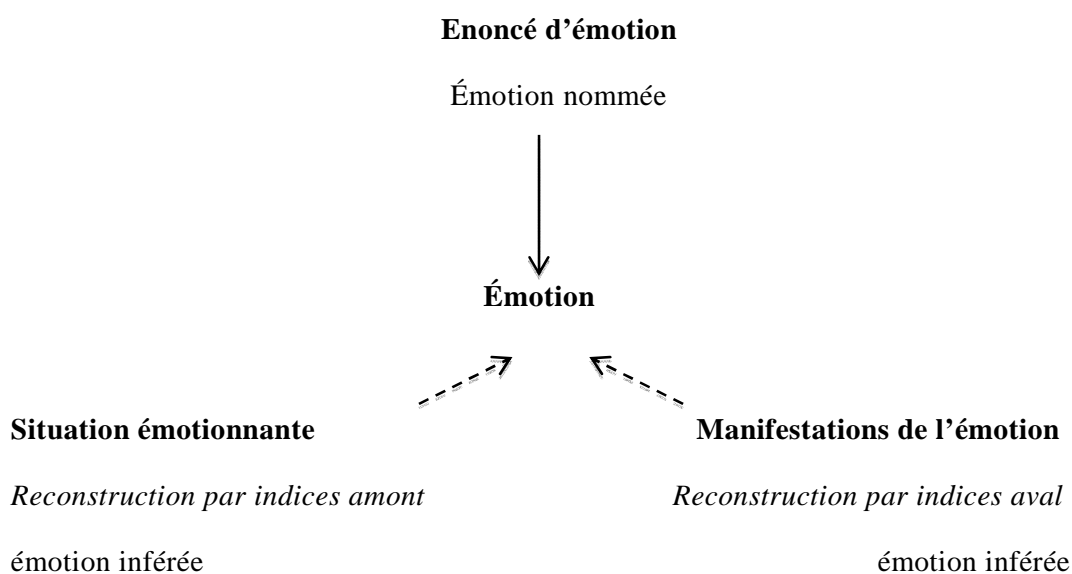 Enoncé d’émotion
Émotion nommée
Émotion
Situation émotionnante
Manifestations de l’émotion
Reconstruction par indices amont
Reconstruction par indices aval
émotion inférée
émotion inférée